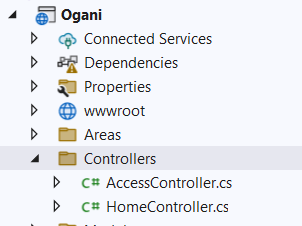 Ogani
Connected Services
Dependencies
Properties
wwwroot
Areas
Controllers
C# AccessController.cs
C# HomeController.cs